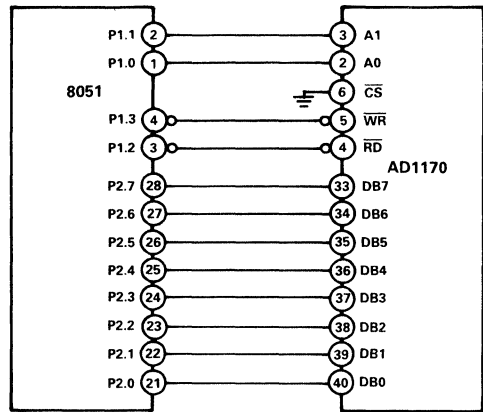 P1.1 2 3 A1
P1.0 1 2 A0
8051 6 CS
P1.3 4 5 WR
P1.2 3 4 RD
AD1170
P2.7 28 33 DB7
P2.6 27 34 DB6
P2.5 26 35 DB5
P2.4 25 36 DB4
P2.3 24 37 DB3
P2.2 23 38 DB2
P2.1 22 39 DB1
P2.0 21 40 DB0